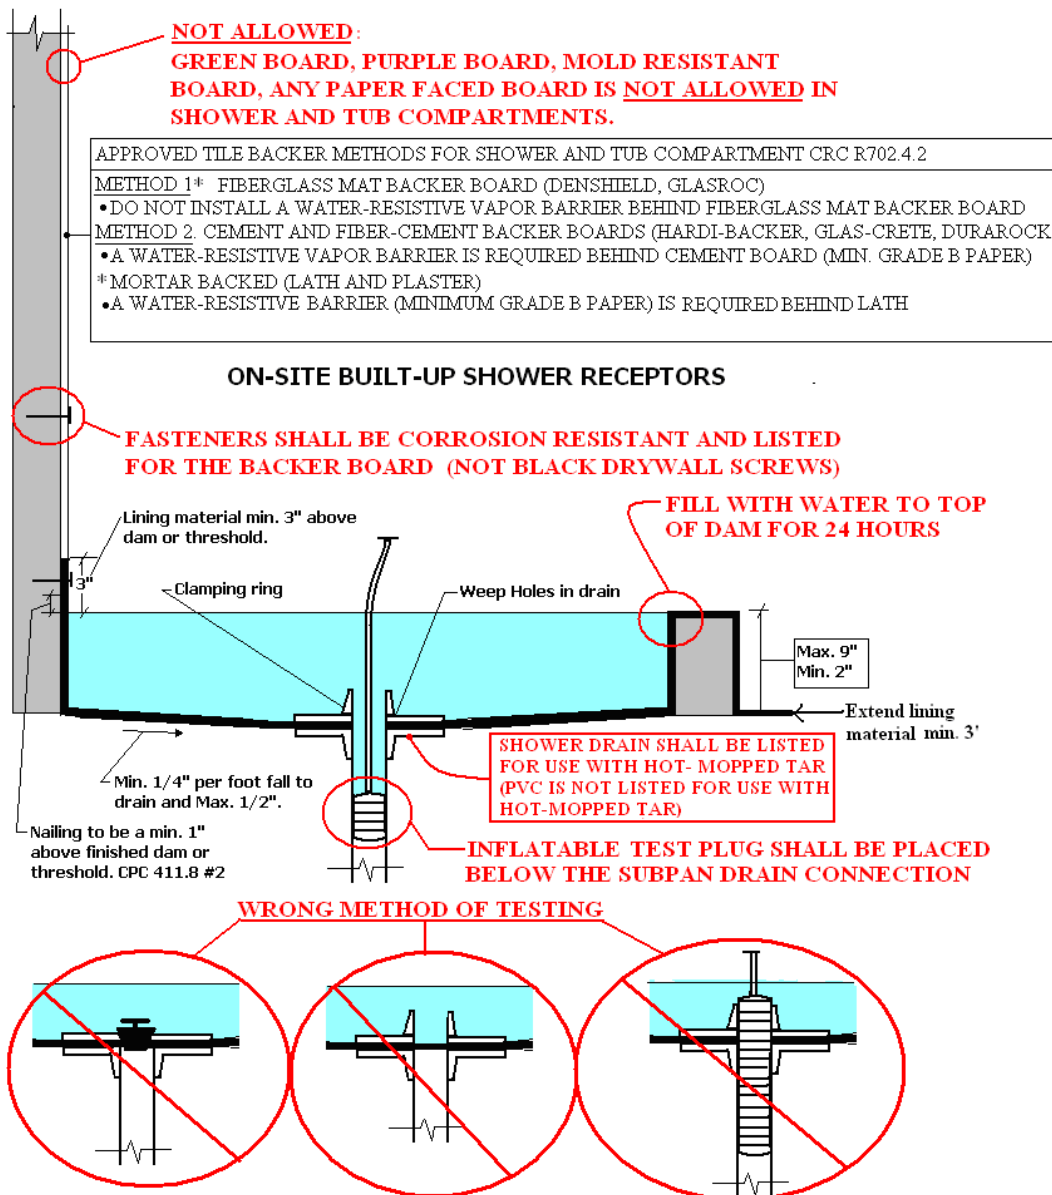 NOT ALLOWED:
GREEN BOARD, PURPLE BOARD, MOLD RESISTANT
BOARD, ANY PAPER FACED BOARD IS NOT ALLOWED IN
SHOWER AND TUB COMPARTMENTS.
APPROVED TILE BACKER METHODS FOR SHOWER AND TUB COMPARTMENT CRC R702.4.2
METHOD 1* FIBERGLASS MAT BACKER BOARD (DENSHIELD, GLASROC)
•DO NOT INSTALL A WATER-RESISTIVE VAPOR BARRIER BEHIND FIBERGLASS MAT BACKER BOARD
METHOD 2. CEMENT AND FIBER-CEMENT BACKER BOARDS (HARDI-BACKER, GLAS-CRETE, DURAROCK
•A WATER-RESISTIVE VAPOR BARRIER IS REQUIRED BEHIND CEMENT BOARD (MIN. GRADE B PAPER)
*MORTAR BACKED (LATH AND PLASTER)
•A WATER-RESISTIVE BARRIER (MINIMUM GRADE B PAPER) IS REQUIRED BEHIND LATH
ON-SITE BUILT-UP SHOWER RECEPTORS
FASTENERS SHALL BE CORROSION RESISTANT AND LISTED
FOR THE BACKER BOARD (NOT BLACK DRYWALL SCREWS)
FILL WITH WATER TO TOP
OF DAM FOR 24 HOURS
Lining material min. 3" above
dam or threshold.
3"
Clamping ring
Weep Holes in drain
Max. 9"
Min. 2"
Extend lining
material min. 3'
SHOWER DRAIN SHALL BE LISTED
FOR USE WITH HOT- MOPPED TAR
(PVC IS NOT LISTED FOR USE WITH
HOT-MOPPED TAR)
Min. 1/4" per foot fall to
drain and Max. 1/2".
Nailing to be a min. 1"
above finished dam or
threshold. CPC 411.8 #2
INFLATABLE TEST PLUG SHALL BE PLACED
BELOW THE SUBPAN DRAIN CONNECTION
WRONG METHOD OF TESTING